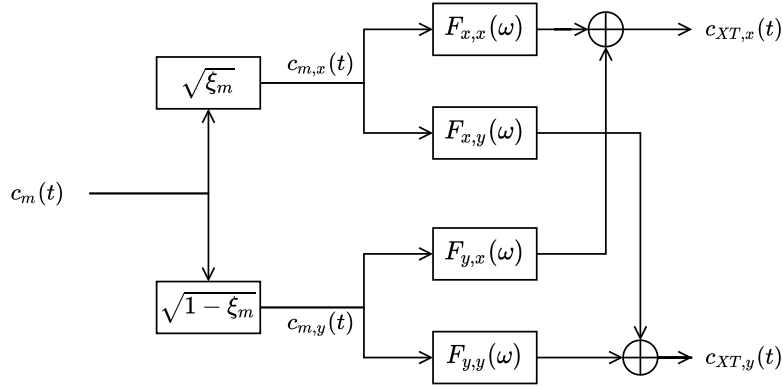 F_{x,x}(ω)
c_{XT,x}(t)
c_{m,x}(t)
√ξ_m
F_{x,y}(ω)
c_m(t)
F_{y,x}(ω)
√(1 − ξ_m)
c_{m,y}(t)
F_{y,y}(ω)
c_{XT,y}(t)